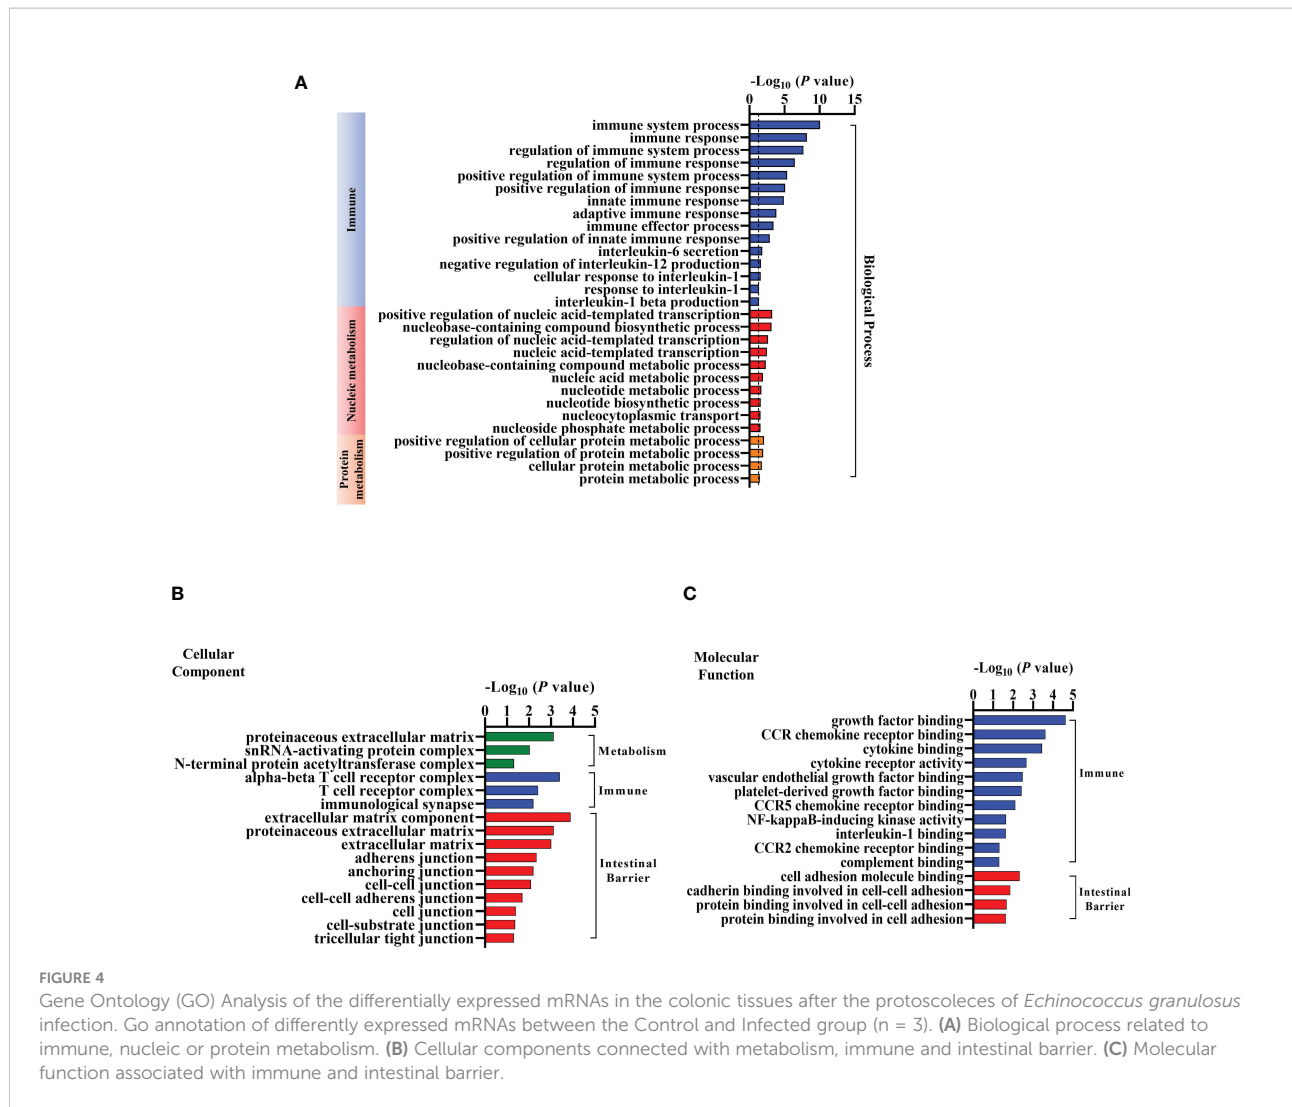 A
-Log10 (P value)
0 5 10 15
immune system process
immune response
regulation of immune system process
regulation of immune response
positive regulation of immune system process
positive regulation of immune response
innate immune response
adaptive immune response
immune effector process
positive regulation of innate immune response
interleukin-6 secretion
negative regulation of interleukin-12 production
cellular response to interleukin-1
response to interleukin-1
interleukin-1 beta production
positive regulation of nucleic acid-templated transcription
nucleobase-containing compound biosynthetic process
regulation of nucleic acid-templated transcription
nucleic acid-templated transcription
nucleobase-containing compound metabolic process
nucleic acid metabolic process
nucleotide metabolic process
nucleotide biosynthetic process
nucleocytoplasmic transport
nucleoside phosphate metabolic process
positive regulation of cellular protein metabolic process
positive regulation of protein metabolic process
cellular protein metabolic process
protein metabolic process
Immune
Nucleic metabolism
Protein
metabolism
Biological Process
B
Cellular
Component
-Log10 (P value)
0 1 2 3 4 5
proteinaceous extracellular matrix
snRNA-activating protein complex
N-terminal protein acetyltransferase complex
alpha-beta T cell receptor complex
T cell receptor complex
immunological synapse
extracellular matrix component
proteinaceous extracellular matrix
extracellular matrix
adherens junction
anchoring junction
cell-cell junction
cell-cell adherens junction
cell junction
cell-substrate junction
tricellular tight junction
Metabolism
Immune
Intestinal
Barrier
C
Molecular
Function
-Log10 (P value)
0 1 2 3 4 5
growth factor binding
CCR chemokine receptor binding
cytokine binding
cytokine receptor activity
vascular endothelial growth factor binding
platelet-derived growth factor binding
CCR5 chemokine receptor binding
NF-kappaB-inducing kinase activity
interleukin-1 binding
CCR2 chemokine receptor binding
complement binding
cell adhesion molecule binding
cadherin binding involved in cell-cell adhesion
protein binding involved in cell-cell adhesion
protein binding involved in cell adhesion
Immune
Intestinal
Barrier
FIGURE 4
Gene Ontology (GO) Analysis of the differentially expressed mRNAs in the colonic tissues after the protoscoleces of Echinococcus granulosus
infection. Go annotation of differently expressed mRNAs between the Control and Infected group (n = 3). (A) Biological process related to
immune, nucleic or protein metabolism. (B) Cellular components connected with metabolism, immune and intestinal barrier. (C) Molecular
function associated with immune and intestinal barrier.